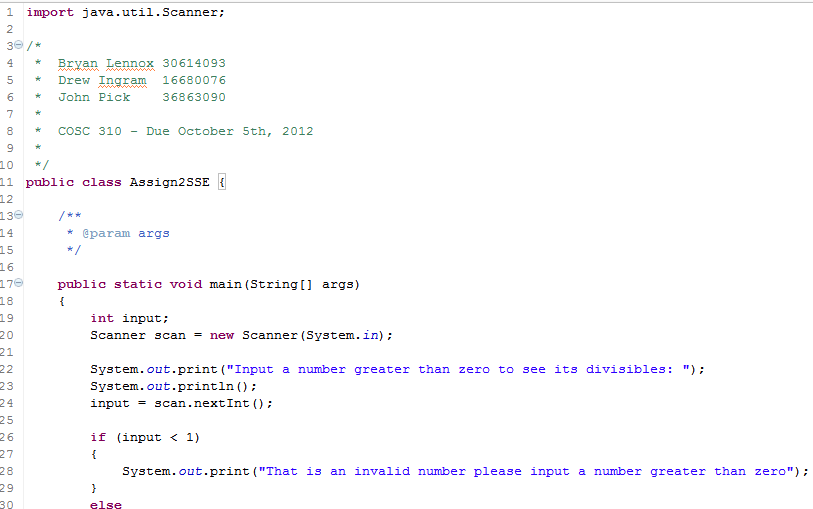 1 import java.util.Scanner;
2
3 /*
4  *  Bryan Lennox 30614093
5  *  Drew Ingram  16680076
6  *  John Pick    36863090
7  *
8  *  COSC 310 - Due October 5th, 2012
9  *
10  */
11 public class Assign2SSE {
12
13     /**
14      * @param args
15      */
16
17     public static void main(String[] args)
18     {
19         int input;
20         Scanner scan = new Scanner(System.in);
21
22         System.out.print("Input a number greater than zero to see its divisibles: ");
23         System.out.println();
24         input = scan.nextInt();
25
26         if (input < 1)
27         {
28             System.out.print("That is an invalid number please input a number greater than zero");
29         }
30         else